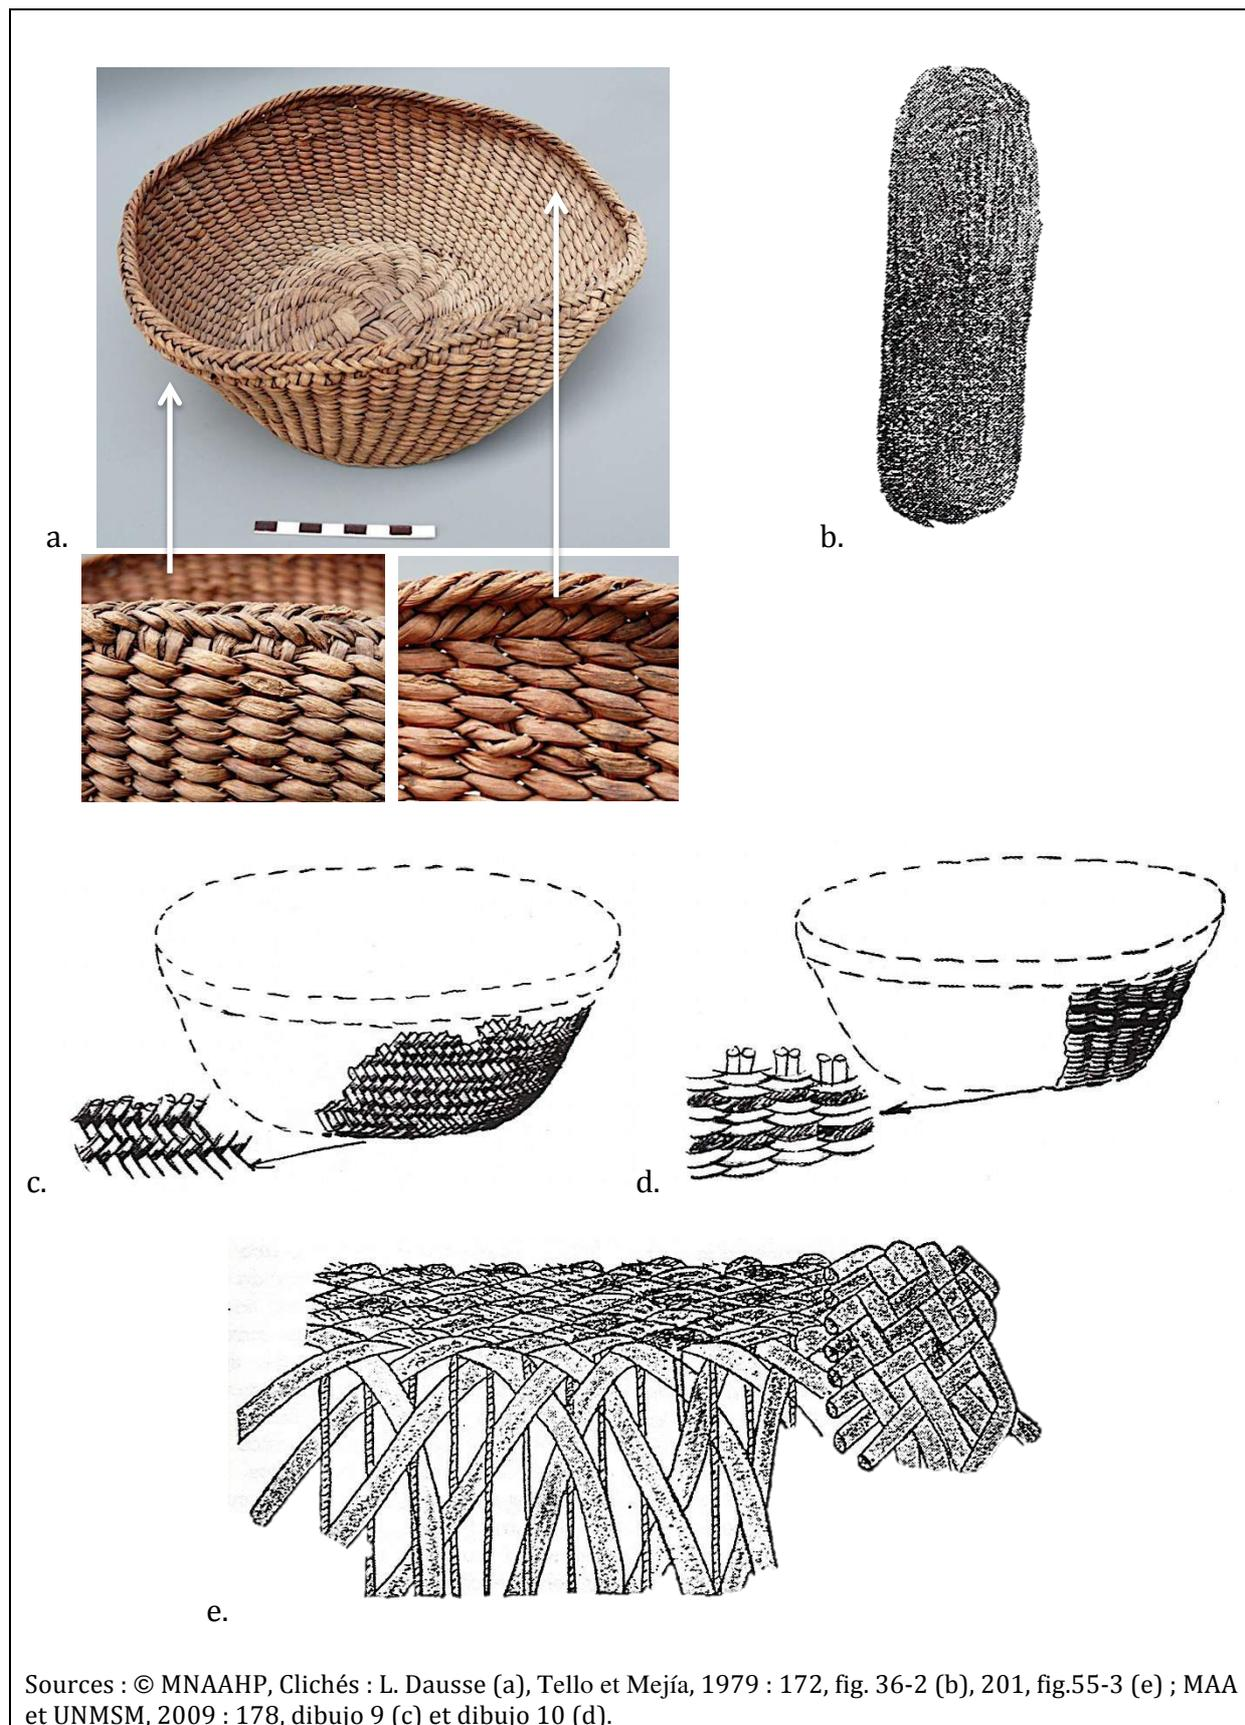 a.
b.
c.
d.
e.
Sources : © MNAAHP, Clichés : L. Dausse (a), Tello et Mejía, 1979 : 172, fig. 36-2 (b), 201, fig.55-3 (e) ; MAA
et UNMSM, 2009 : 178, dibujo 9 (c) et dibujo 10 (d).